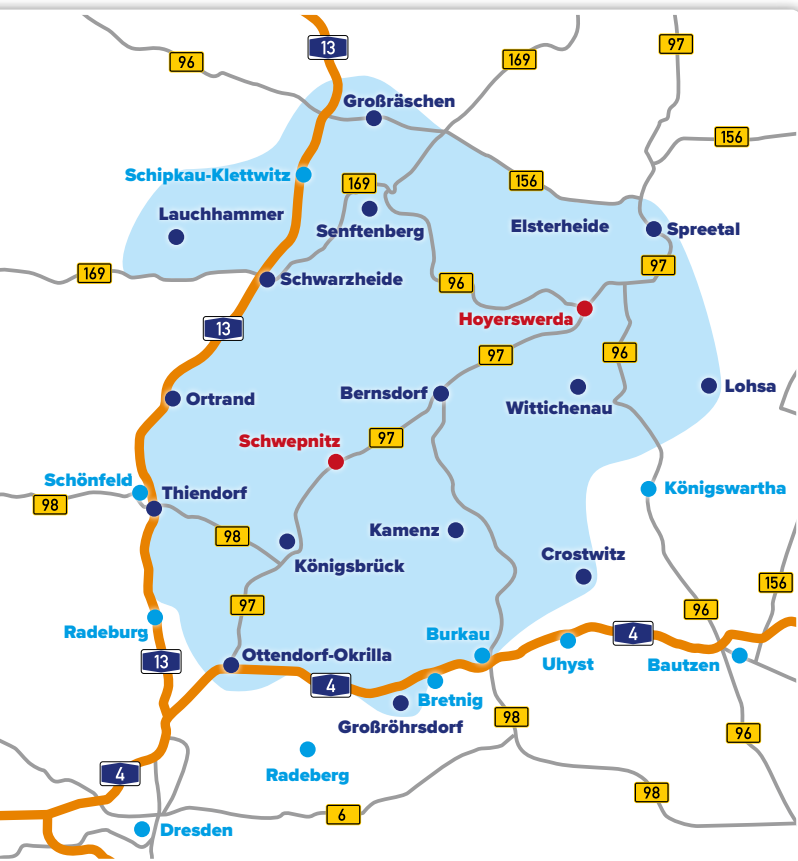 13
97
96
169
Großräschen
156
Schipkau-Klettwitz
169
156
Lauchhammer
Senftenberg
Elsterheide
Spreetal
97
169
Schwarzheide
96
Hoyerswerda
13
97
96
Bernsdorf
Lohsa
Ortrand
Wittichenau
Schwepnitz
97
Schönfeld
Thiendorf
Königswartha
98
98
Kamenz
Crostwitz
Königsbrück
156
97
96
Radeburg
Burkau
4
Ottendorf-Okrilla
13
Uhyst
Bautzen
4
Bretnig
98
Großröhrsdorf
96
Radeberg
4
98
6
Dresden